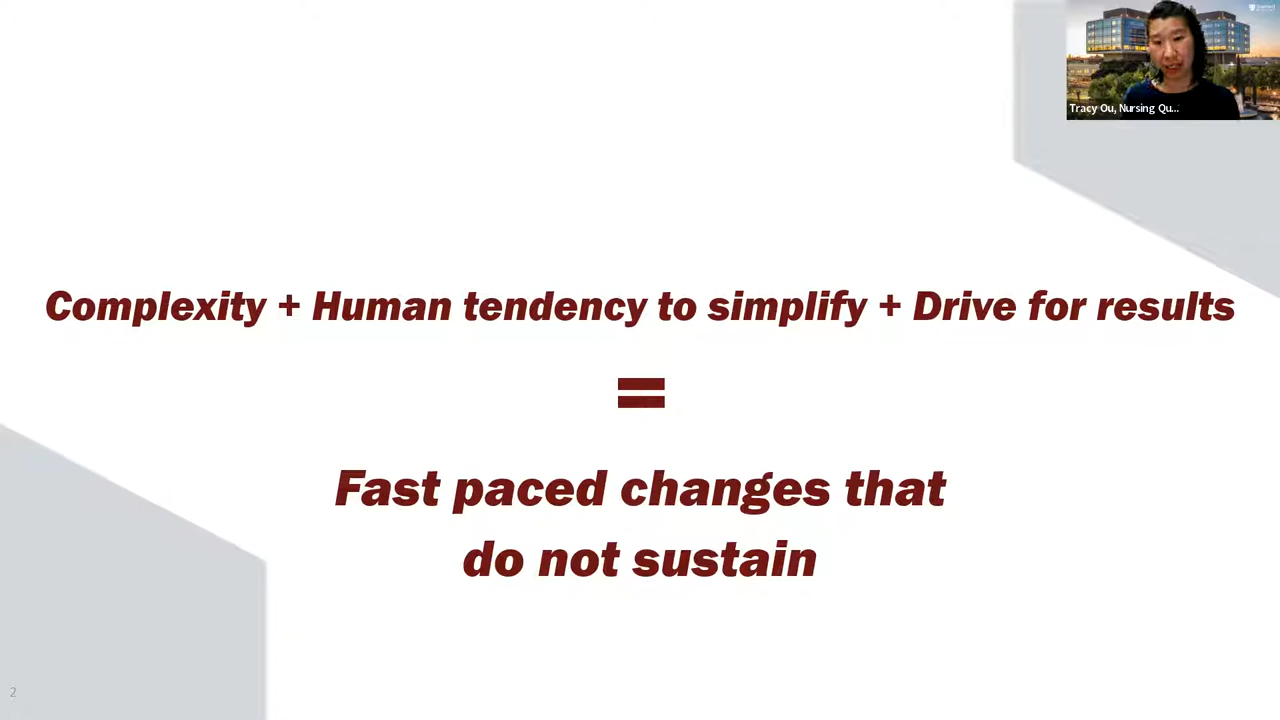 Tracy Ou, Nursing Qu...
Complexity + Human tendency to simplify + Drive for results
=
Fast paced changes that
do not sustain
2